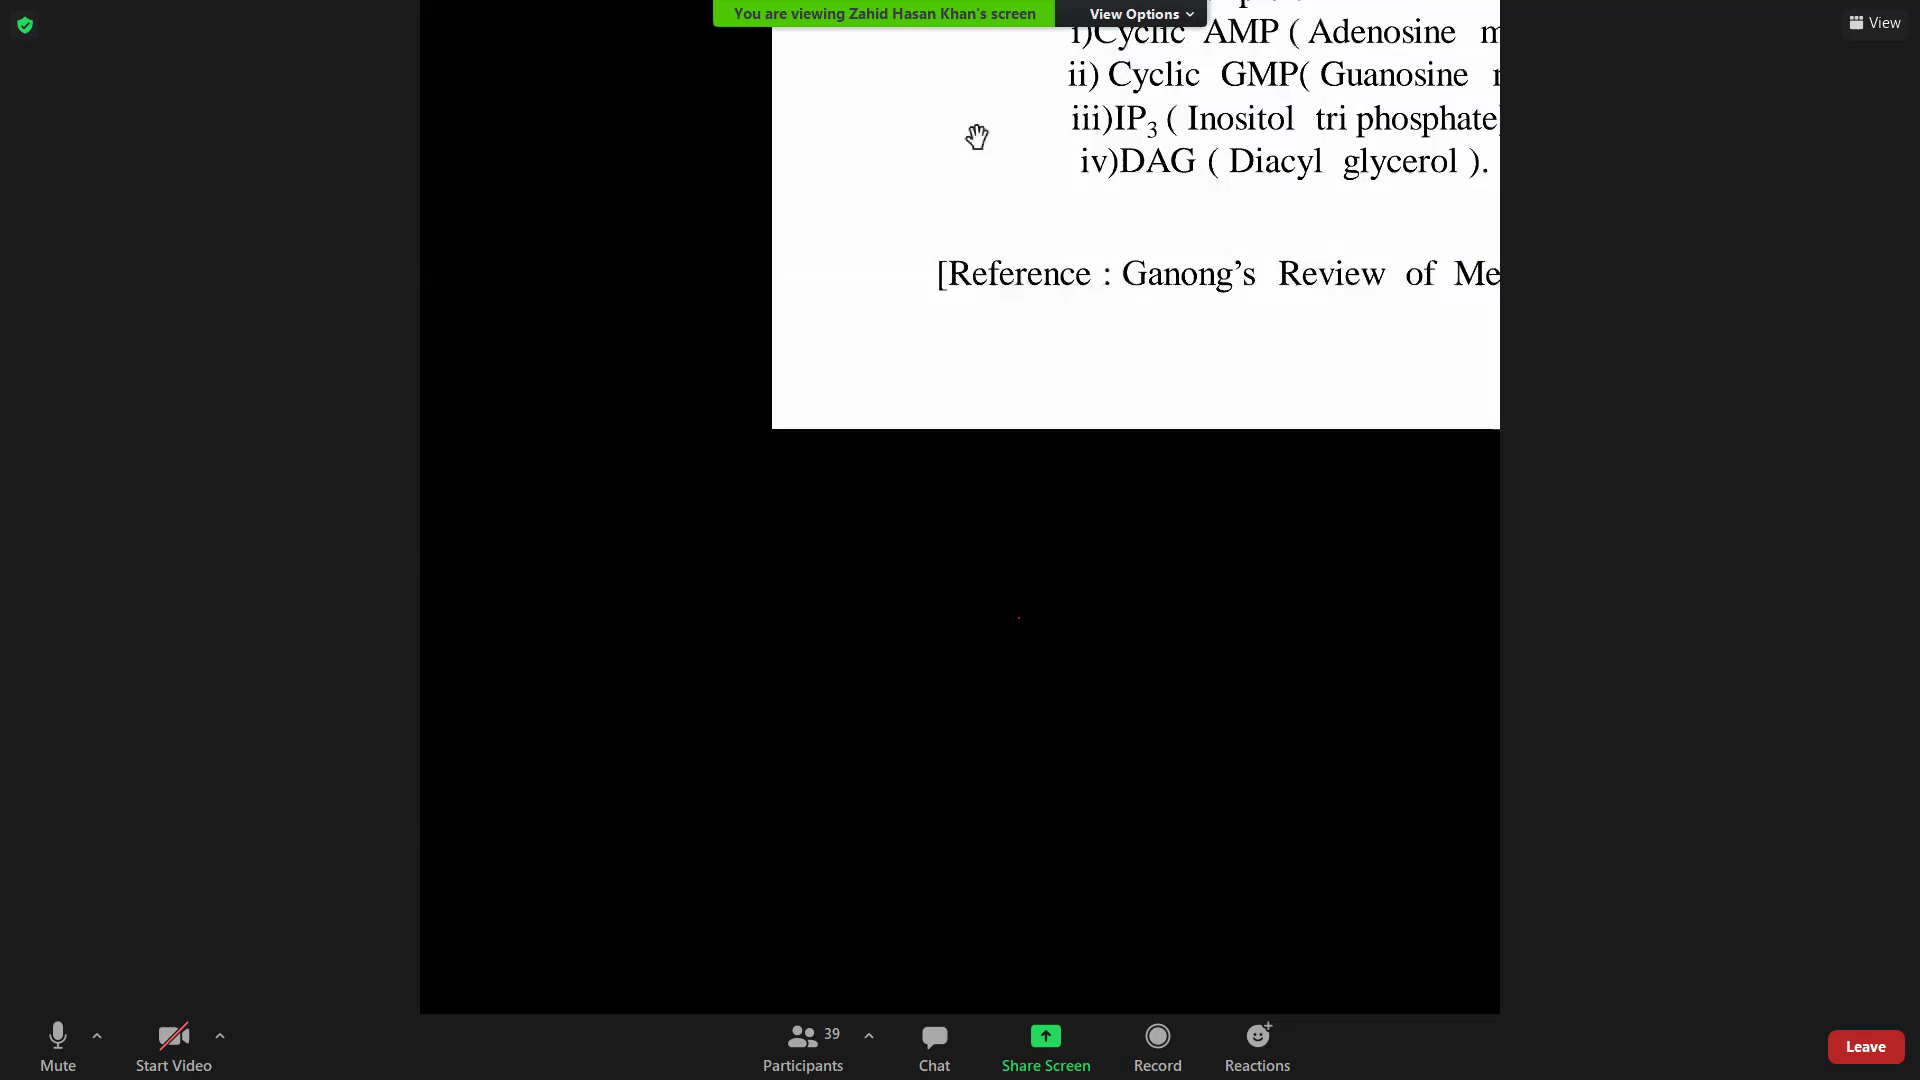 You are viewing Zahid Hasan Khan's screen
View Options
View
i)Cyclic AMP ( Adenosine
ii) Cyclic GMP( Guanosine
iii)IP3 ( Inositol tri phosphate)
iv)DAG ( Diacyl glycerol ).
[Reference : Ganong’s Review of Me
Mute
Start Video
39
Participants
Chat
Share Screen
Record
Reactions
Leave